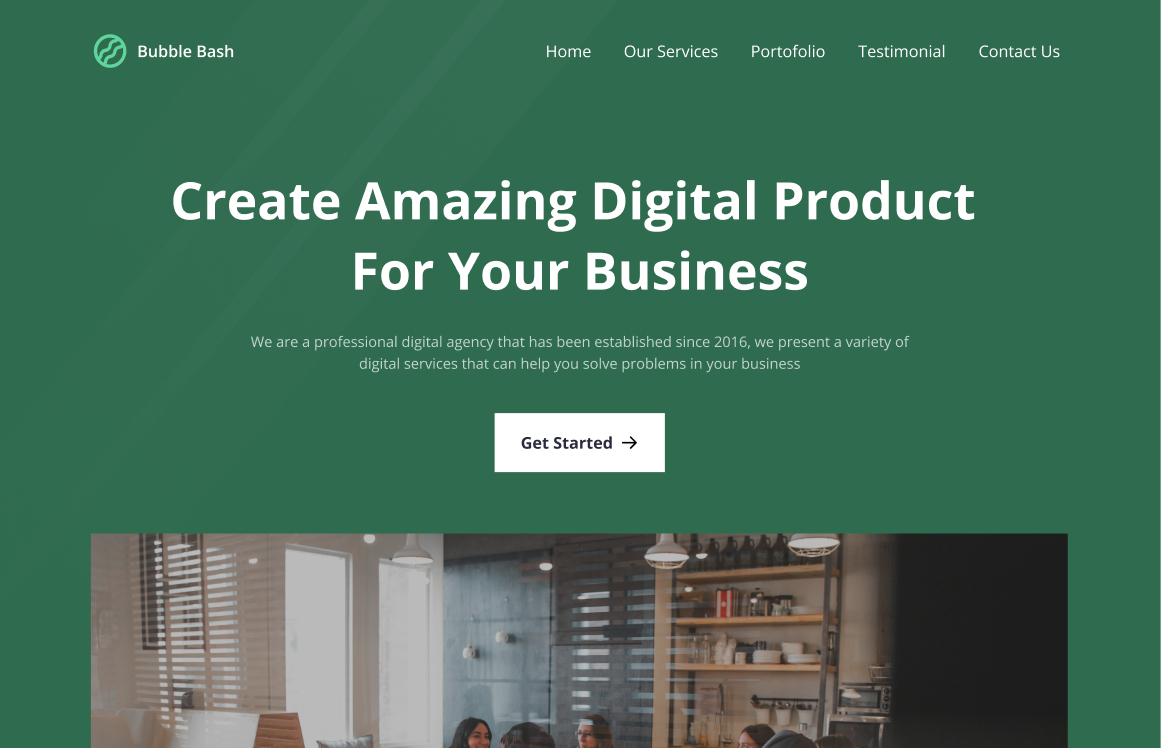 Bubble Bash
Home
Our Services
Portofolio
Testimonial
Contact Us
Create Amazing Digital Product
For Your Business
We are a professional digital agency that has been established since 2016, we present a variety of
digital services that can help you solve problems in your business
Get Started